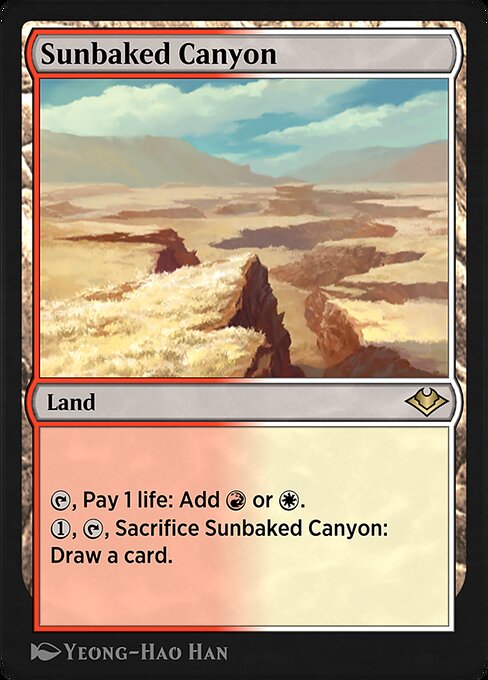 Sunbaked Canyon
Land
, Pay 1 life: Add or .
1, , Sacrifice Sunbaked Canyon:
Draw a card.
Yeong-Hao Han